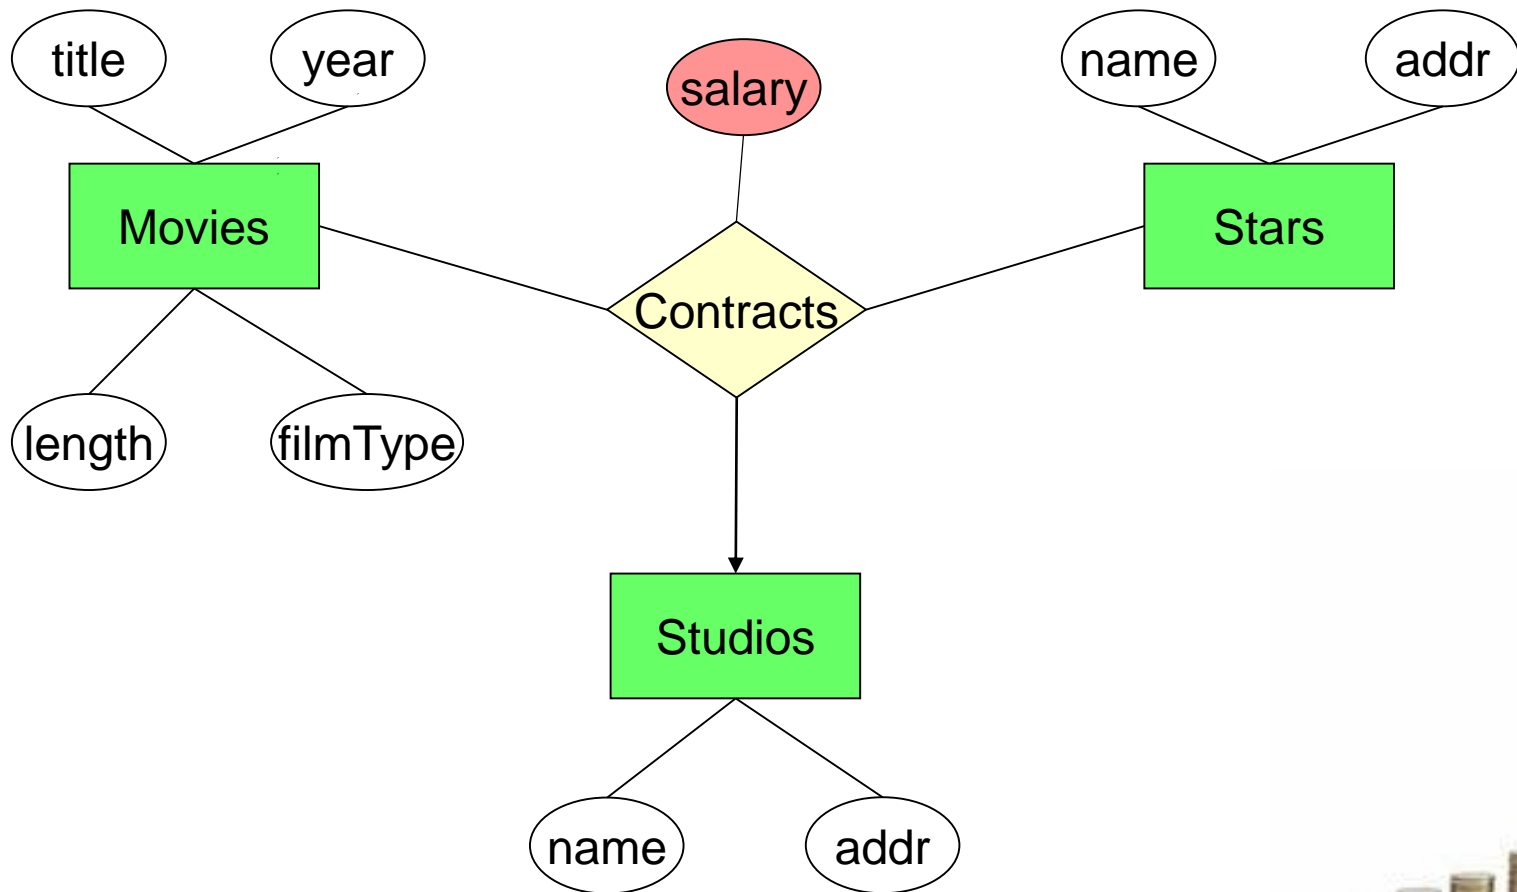 title
year
salary
name
addr
Movies
Stars
Contracts
length
filmType
Studios
name
addr